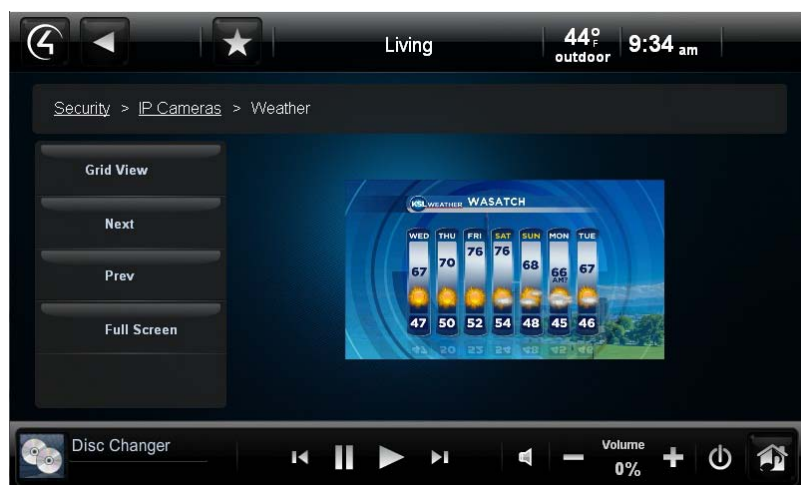 4
Living
44°F
outdoor
9:34 am
Security > IP Cameras > Weather
Grid View
Next
Prev
Full Screen
KSL WEATHER WASATCH
WED THU FRI SAT SUN MON TUE
67 70 76 76 68 66 67
47 50 52 54 48 45 46
Disc Changer
Volume
0%